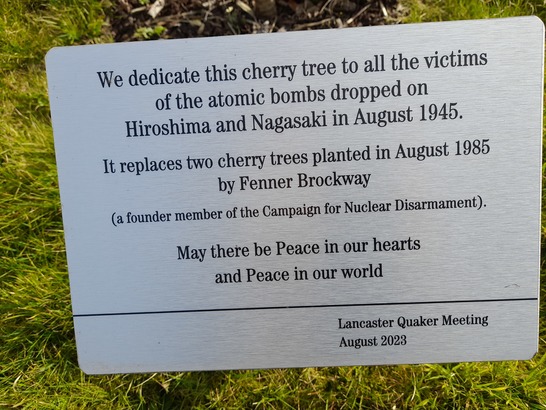 We dedicate this cherry tree to all the victims
of the atomic bombs dropped on
Hiroshima and Nagasaki in August 1945.
It replaces two cherry trees planted in August 1985
by Fenner Brockway
(a founder member of the Campaign for Nuclear Disarmament).
May there be Peace in our hearts
and Peace in our world
Lancaster Quaker Meeting
August 2023